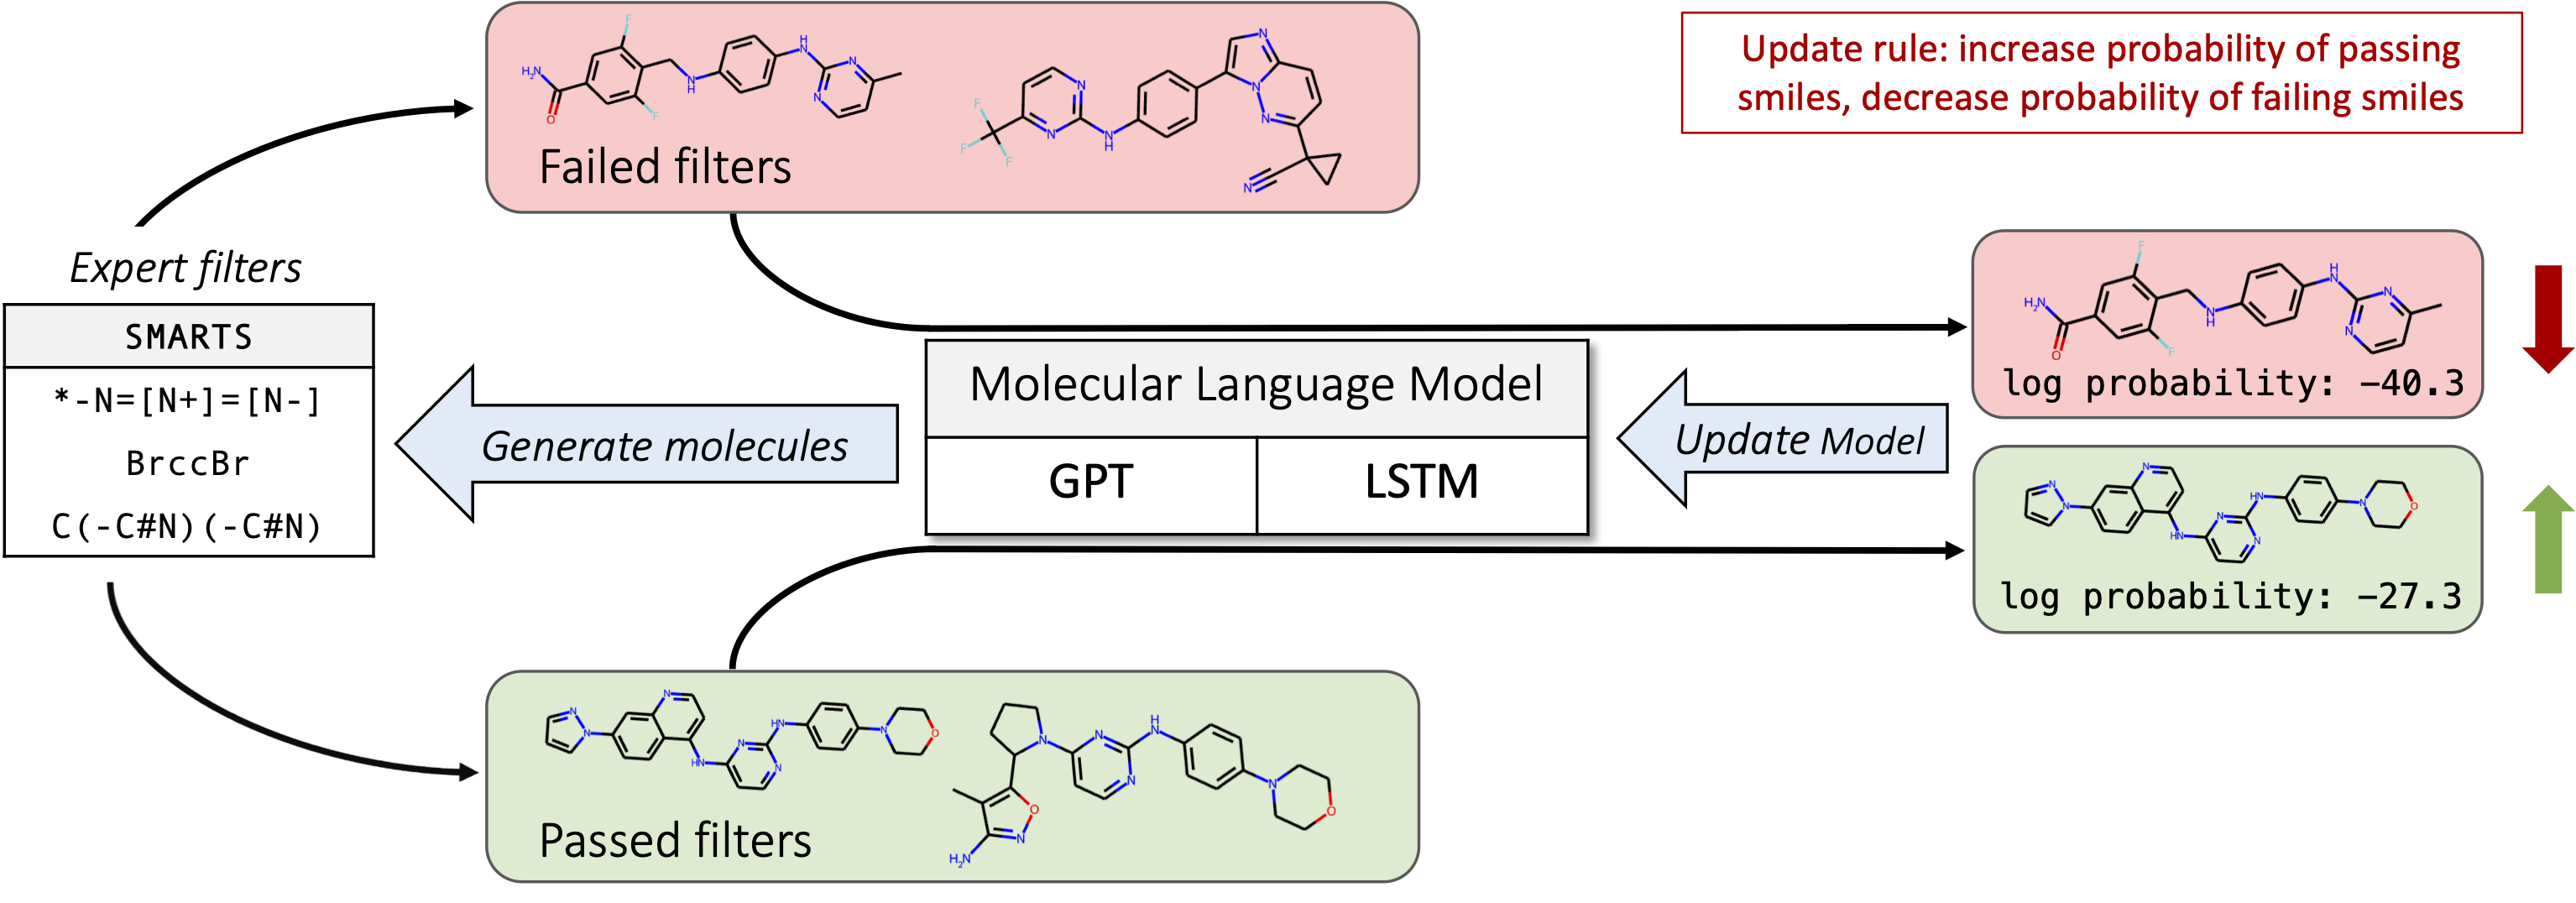 Failed filters
Update rule: increase probability of passing
smiles, decrease probability of failing smiles
Expert filters
SMARTS
*-N=[N+]=[N-]
BrccBr
C(-C#N)(-C#N)
Generate molecules
Molecular Language Model
GPT
LSTM
Update Model
log probability: -40.3
log probability: -27.3
Passed filters